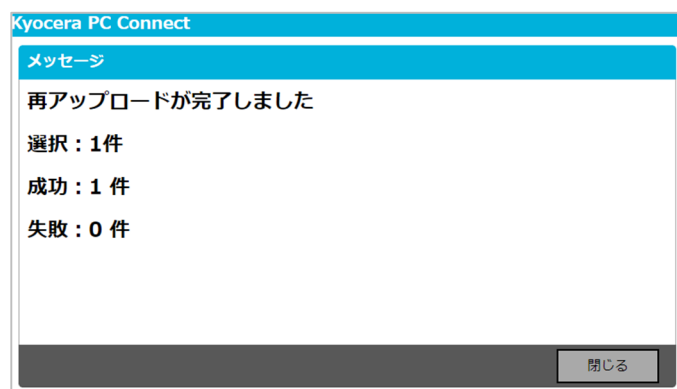 Kyocera PC Connect
メッセージ
再アップロードが完了しました
選択：1件
成功：1 件
失敗：0 件
閉じる